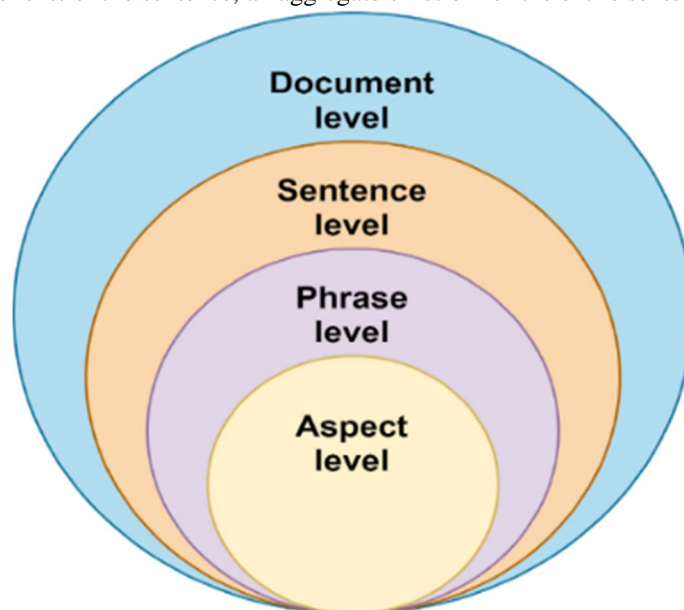 Document
level
Sentence
level
Phrase
level
Aspect
level